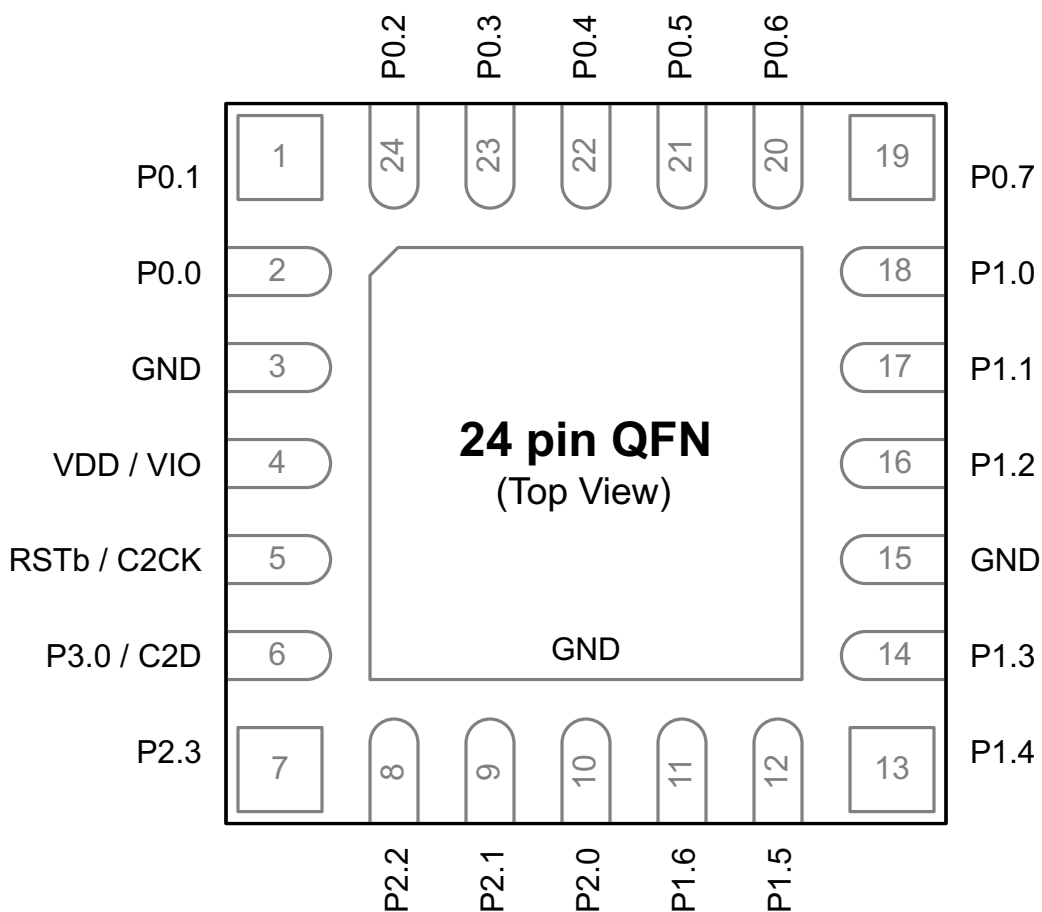 P0.2 P0.3 P0.4 P0.5 P0.6
1 24 23 22 21 20 19
P0.1 P0.7
P0.0 2 18 P1.0
GND 3 17 P1.1
24 pin QFN
VDD / VIO 4 16 P1.2
(Top View)
RSTb / C2CK 5 15 GND
P3.0 / C2D 6 GND 14 P1.3
P2.3 P1.4
7 8 9 10 11 12 13
P2.2 P2.1 P2.0 P1.6 P1.5